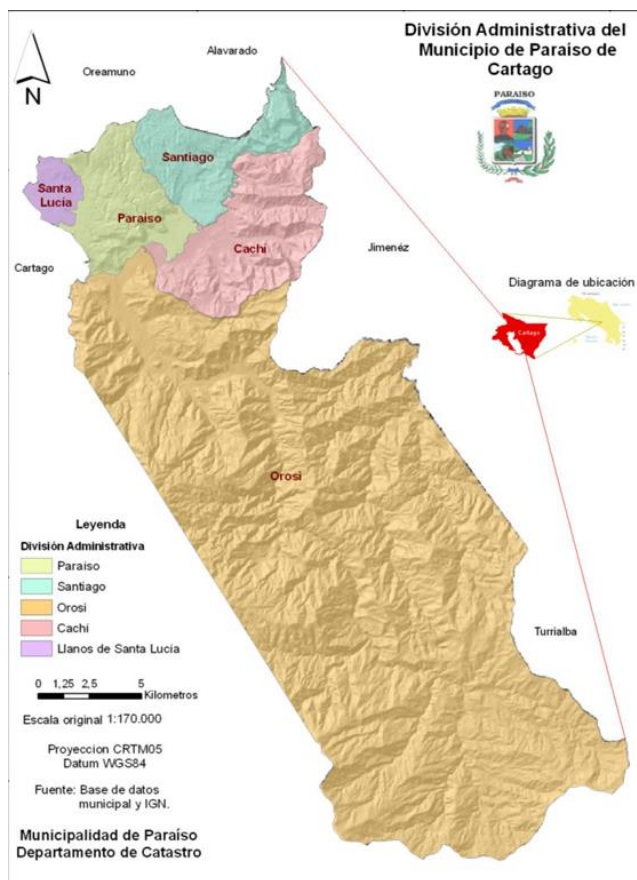 División Administrativa del
Municipio de Paraíso de
Cartago
PARAISO
N
Alavarado
Oreamuno
Santiago
Santa
Lucía
Paraíso
Cachí
Cartago
Jimenéz
Diagrama de ubicación
Cartago
Orosi
Turrialba
Leyenda
División Administrativa
Paraíso
Santiago
Orosi
Cachí
Llanos de Santa Lucia
0 1,25 2,5 5
Kilometros
Escala original 1:170.000
Proyeccion CRTM05
Datum WGS84
Fuente: Base de datos
municipal y IGN.
Municipalidad de Paraíso
Departamento de Catastro